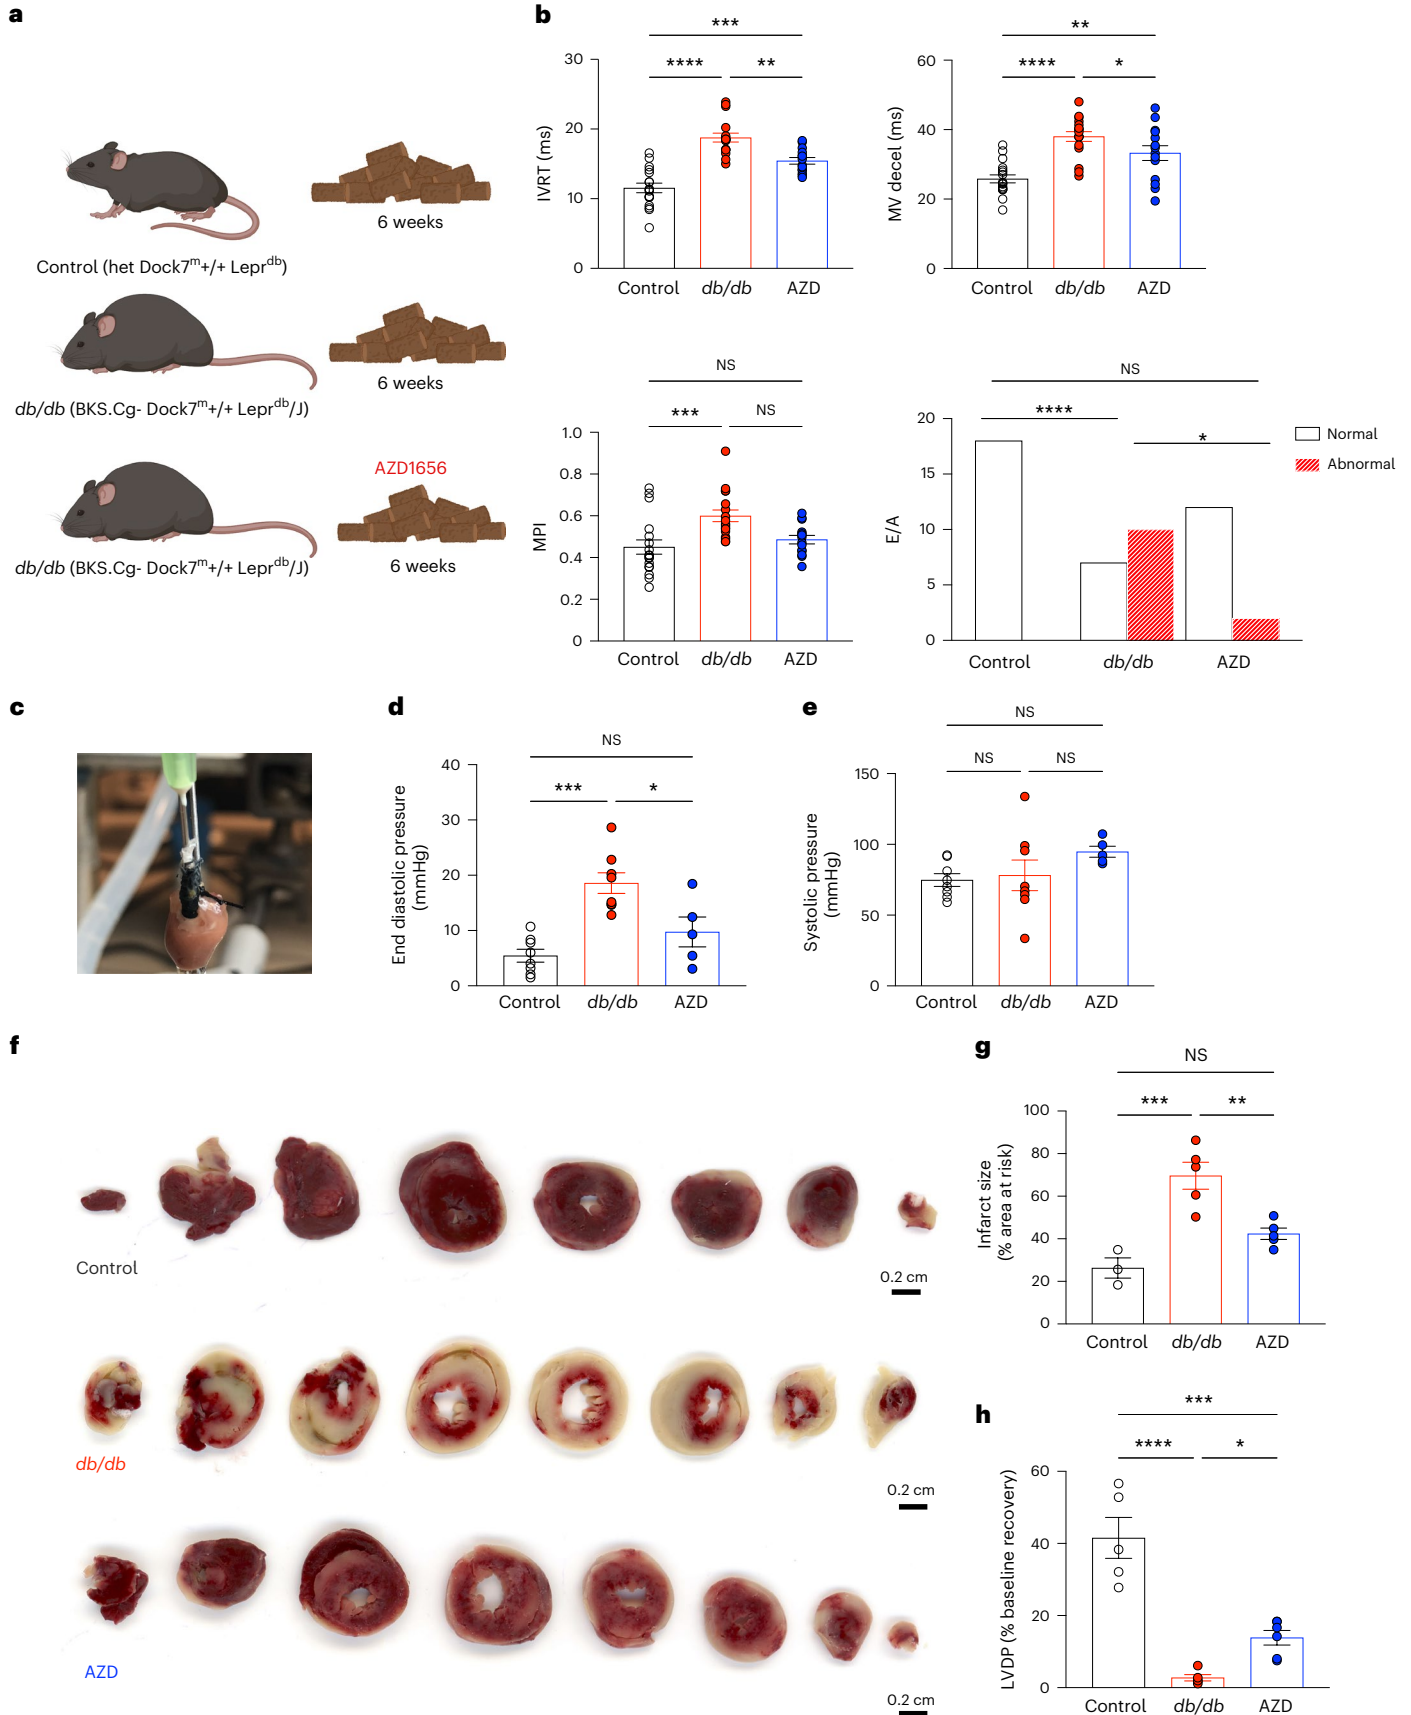 a
6 weeks
Control (het Dock7m+/+ Leprdb)
6 weeks
db/db (BKS.Cg- Dock7m+/+ Leprdb/J)
AZD1656
6 weeks
db/db (BKS.Cg- Dock7m+/+ Leprdb/J)
b
***
****
**
30
20
10
0
IVRT (ms)
Control
db/db
AZD
**
****
*
60
40
20
0
MV decel (ms)
Control
db/db
AZD
NS
***
NS
1.0
0.8
0.6
0.4
0.2
0
MPI
Control
db/db
AZD
NS
****
*
20
15
10
5
0
E/A
Control
db/db
AZD
Normal
Abnormal
c
d
NS
***
*
40
30
20
10
0
End diastolic pressure
(mmHg)
Control
db/db
AZD
e
NS
NS
NS
150
100
50
0
Systolic pressure
(mmHg)
Control
db/db
AZD
f
Control
0.2 cm
db/db
0.2 cm
AZD
0.2 cm
g
NS
***
**
100
80
60
40
20
0
Infarct size
(% area at risk)
Control
db/db
AZD
h
***
****
*
60
40
20
0
LVDP (% baseline recovery)
Control
db/db
AZD